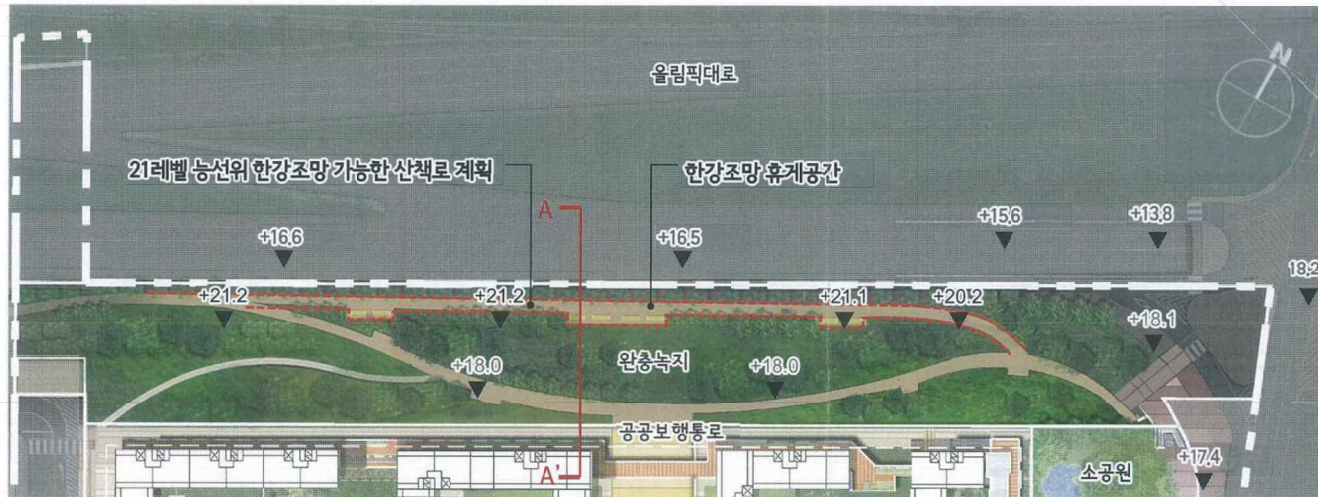 N
올림픽대로
21레벨 능선위 한강조망 가능한 산책로 계획
한강조망 휴게공간
A
+16.6
+16.5
+15.6
+13.8
18.2
+21.2
+21.2
+21.1
+20.2
+18.1
+18.0
완충녹지
+18.0
공공보행통로
A'
소공원
+17.4